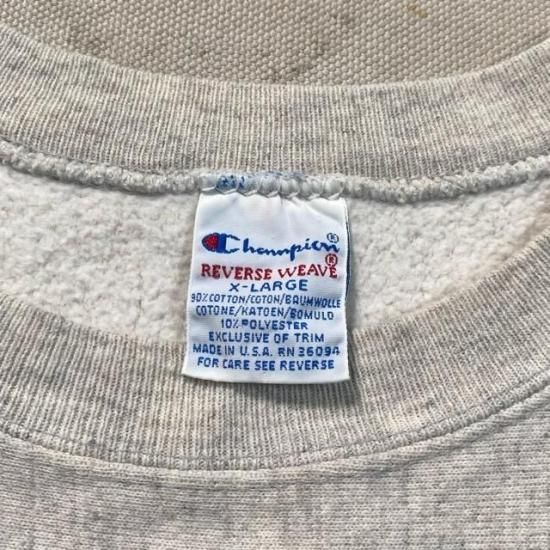 Champion®
REVERSE WEAVE®
X-LARGE
90% COTTON/COTON/BAUMWOLLE
COTONE/KATOEN/BOMULD
10% POLYESTER
EXCLUSIVE OF TRIM
MADE IN U.S.A. RN 36094
FOR CARE SEE REVERSE